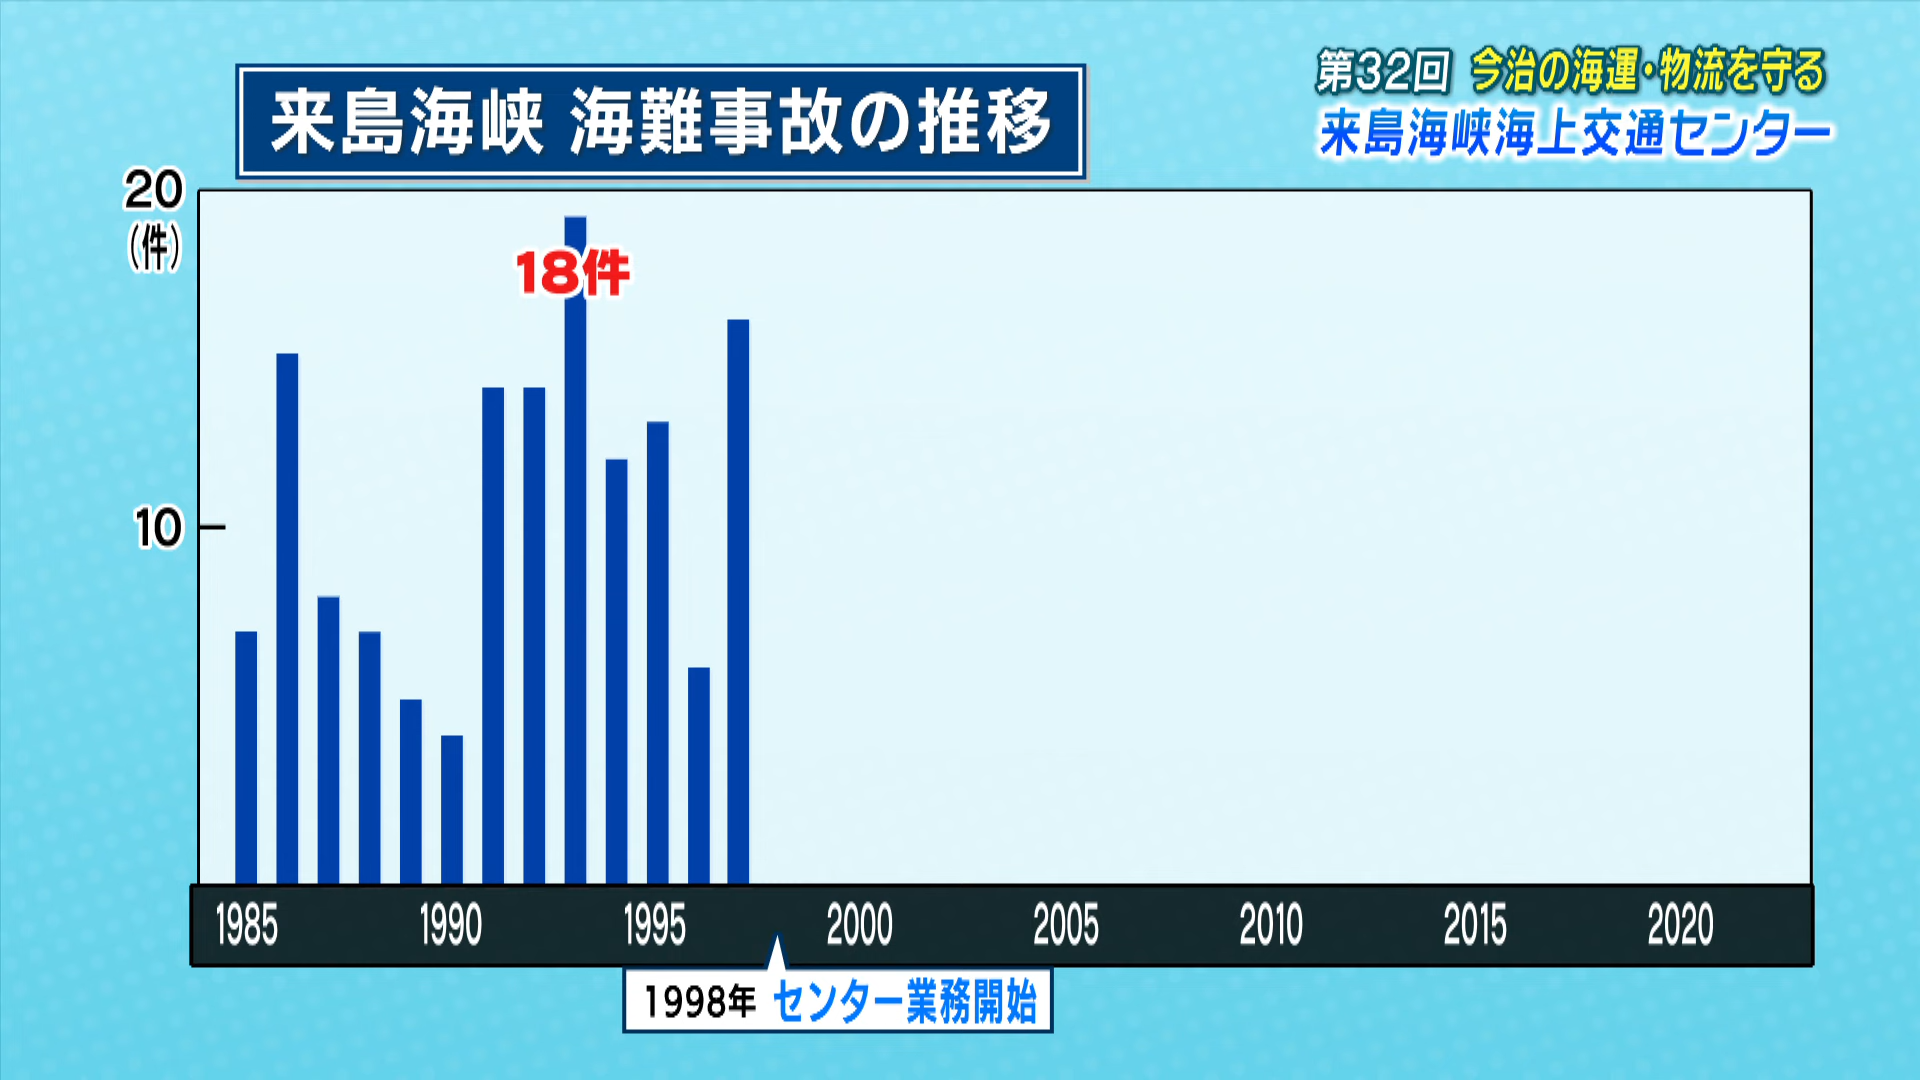 第32回 今治の海運・物流を守る
来島海峡海上交通センター
来島海峡 海難事故の推移
20
(件)
18件
10
1985 1990 1995 2000 2005 2010 2015 2020
1998年 センター業務開始